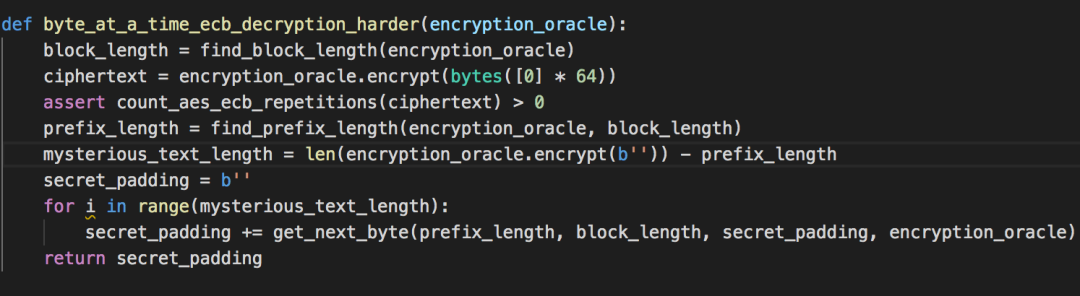 def byte_at_a_time_ecb_decryption_harder(encryption_oracle):
    block_length = find_block_length(encryption_oracle)
    ciphertext = encryption_oracle.encrypt(bytes([0] * 64))
    assert count_aes_ecb_repetitions(ciphertext) > 0
    prefix_length = find_prefix_length(encryption_oracle, block_length)
    mysterious_text_length = len(encryption_oracle.encrypt(b'')) - prefix_length
    secret_padding = b''
    for i in range(mysterious_text_length):
        secret_padding += get_next_byte(prefix_length, block_length, secret_padding, encryption_oracle)
    return secret_padding